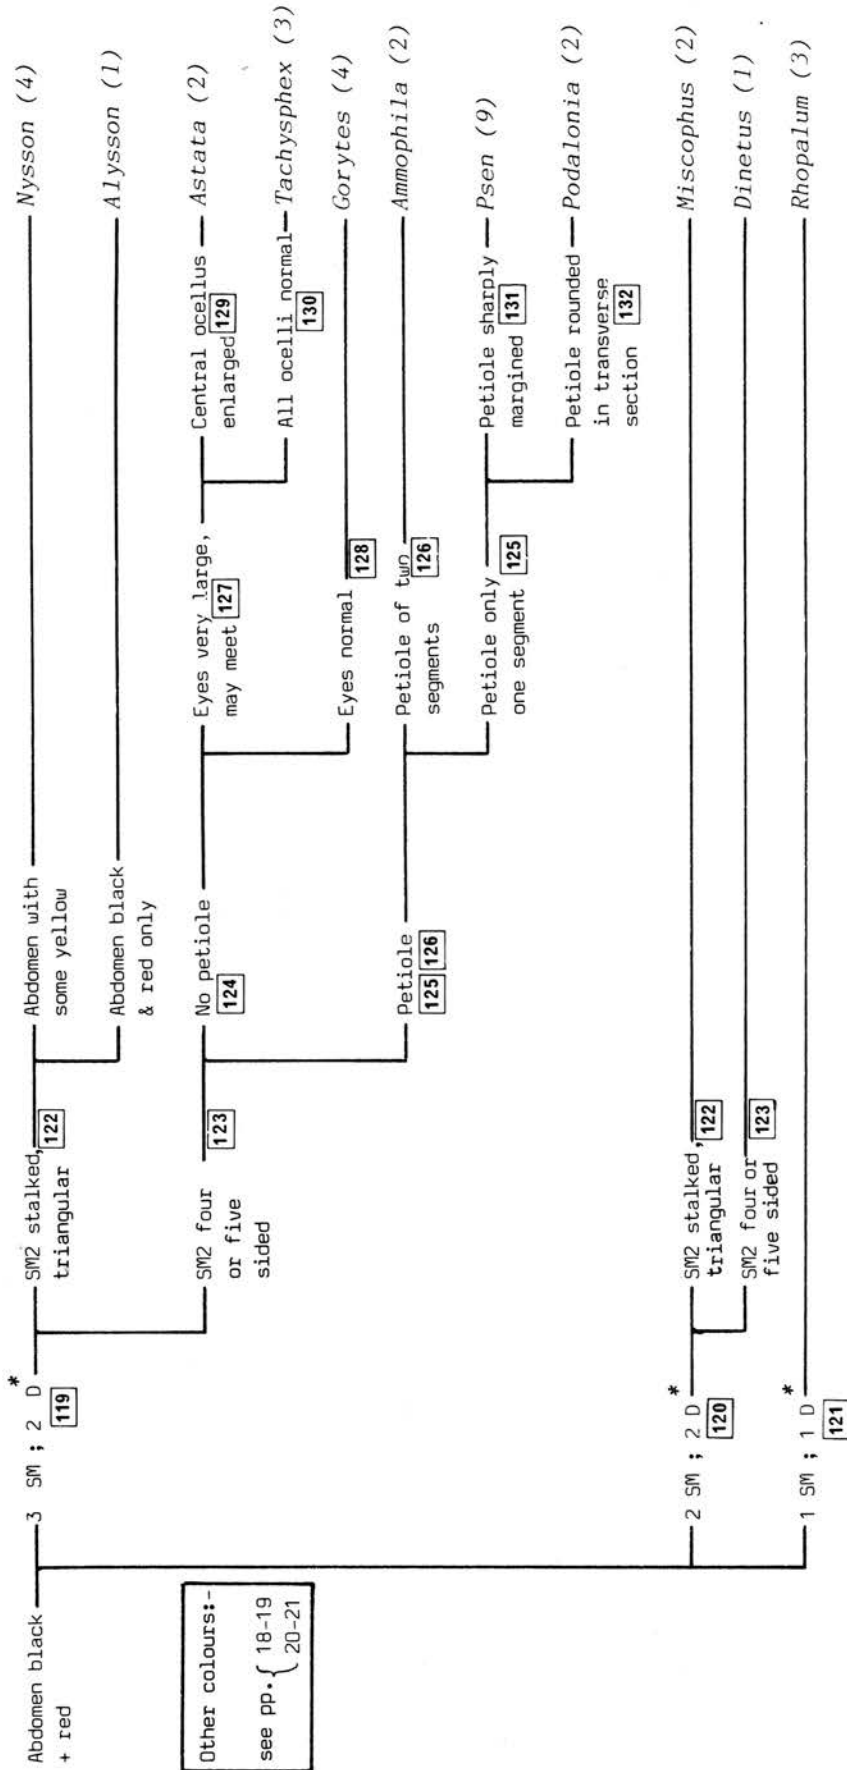 Abdomen black
+ red
Other colours:-
see pp. { 18-19
20-21
3 SM ; 2 D *
119
2 SM ; 2 D *
120
1 SM ; 1 D *
121
SM2 stalked, 122
triangular
SM2 four 123
or five
sided
SM2 stalked, 122
triangular
SM2 four or 123
five sided
Abdomen with
some yellow
Abdomen black
& red only
No petiole
124
Petiole
125 126
Eyes very large,
may meet 127
Eyes normal 128
Petiole of two 126
segments
Petiole only 125
one segment
Central ocellus
enlarged 129
All ocelli normal
130
Petiole sharply
margined 131
Petiole rounded
in transverse
section 132
Nysson (4)
Alysson (1)
Astata (2)
Tachysphex (3)
Gorytes (4)
Ammophila (2)
Psen (9)
Podalonia (2)
Miscophus (2)
Dinetus (1)
Rhopalum (3)